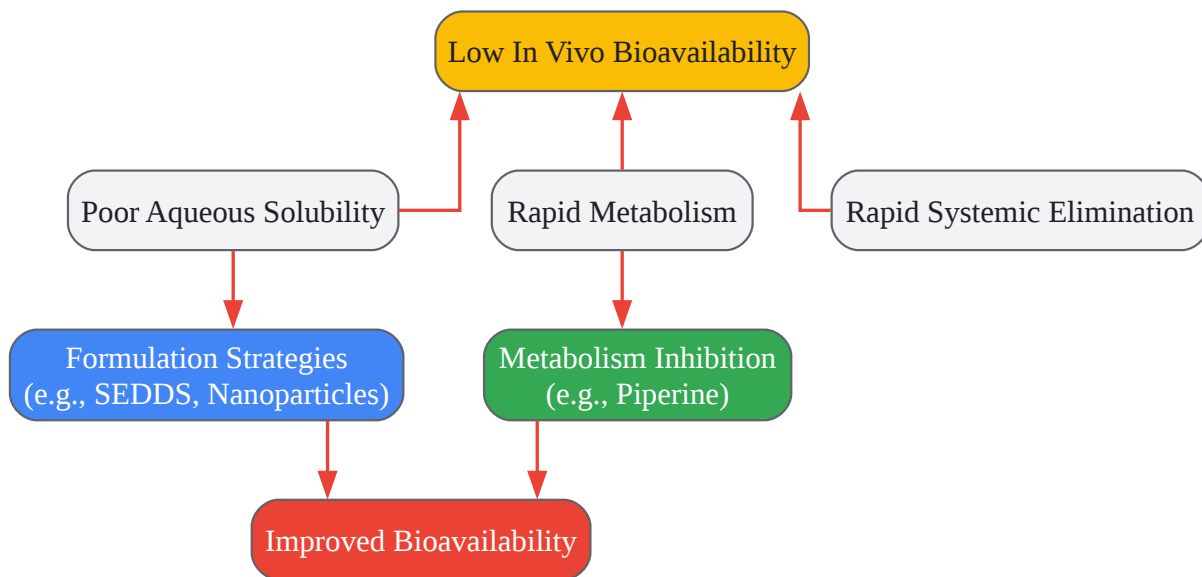 Low In Vivo Bioavailability
Poor Aqueous Solubility
Rapid Metabolism
Rapid Systemic Elimination
Formulation Strategies
(e.g., SEDDS, Nanoparticles)
Metabolism Inhibition
(e.g., Piperine)
Improved Bioavailability